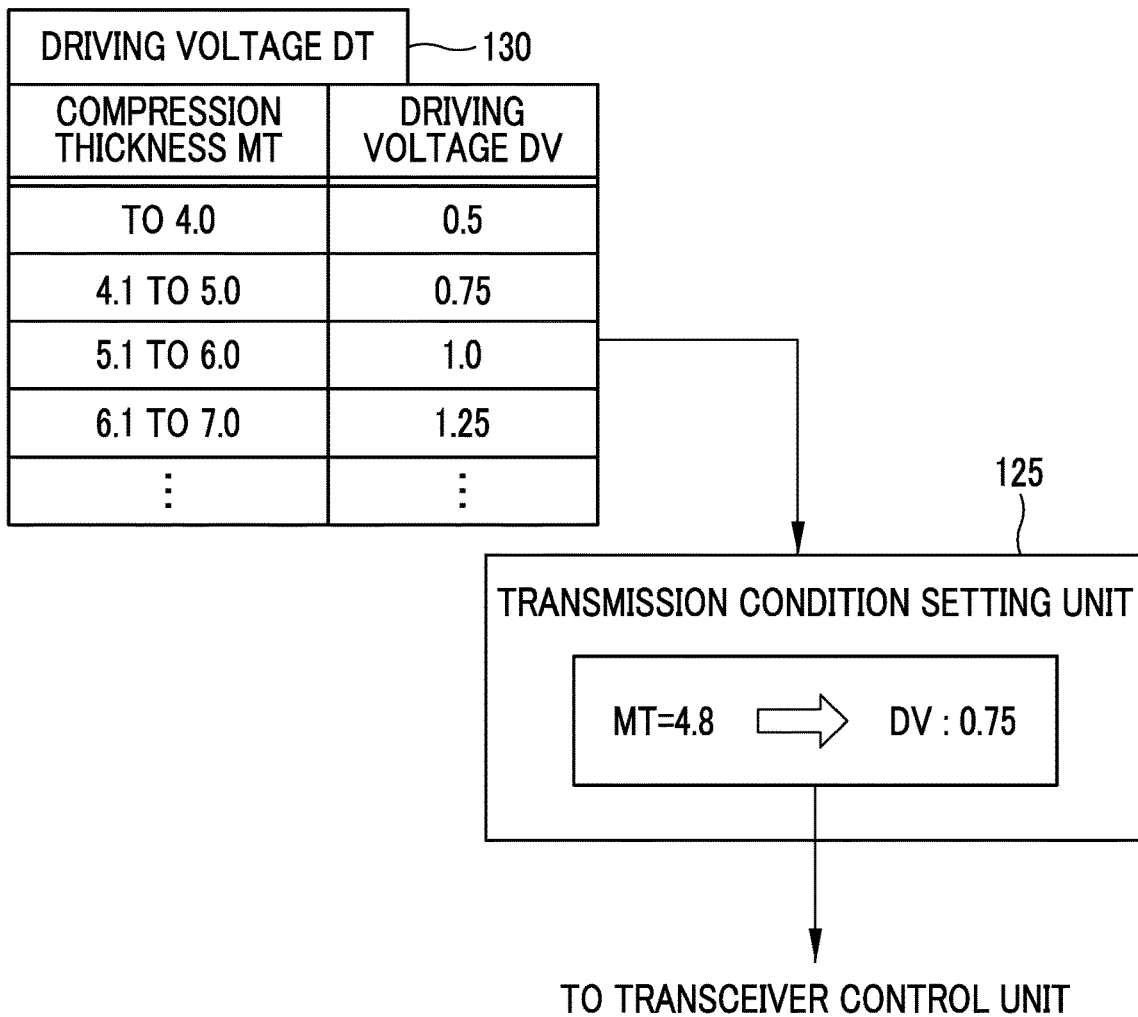 DRIVING VOLTAGE DT
130
COMPRESSION THICKNESS MT
DRIVING VOLTAGE DV
TO 4.0 0.5
4.1 TO 5.0 0.75
5.1 TO 6.0 1.0
6.1 TO 7.0 1.25
⋮ ⋮
125
TRANSMISSION CONDITION SETTING UNIT
MT=4.8 DV : 0.75
TO TRANSCEIVER CONTROL UNIT